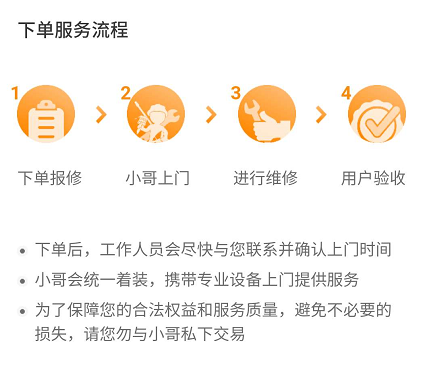 下单服务流程
1 2 3 4
下单报修 小哥上门 进行维修 用户验收
• 下单后，工作人员会尽快与您联系并确认上门时间
• 小哥会统一着装，携带专业设备上门提供服务
• 为了保障您的合法权益和服务质量，避免不必要的
损失，请您勿与小哥私下交易